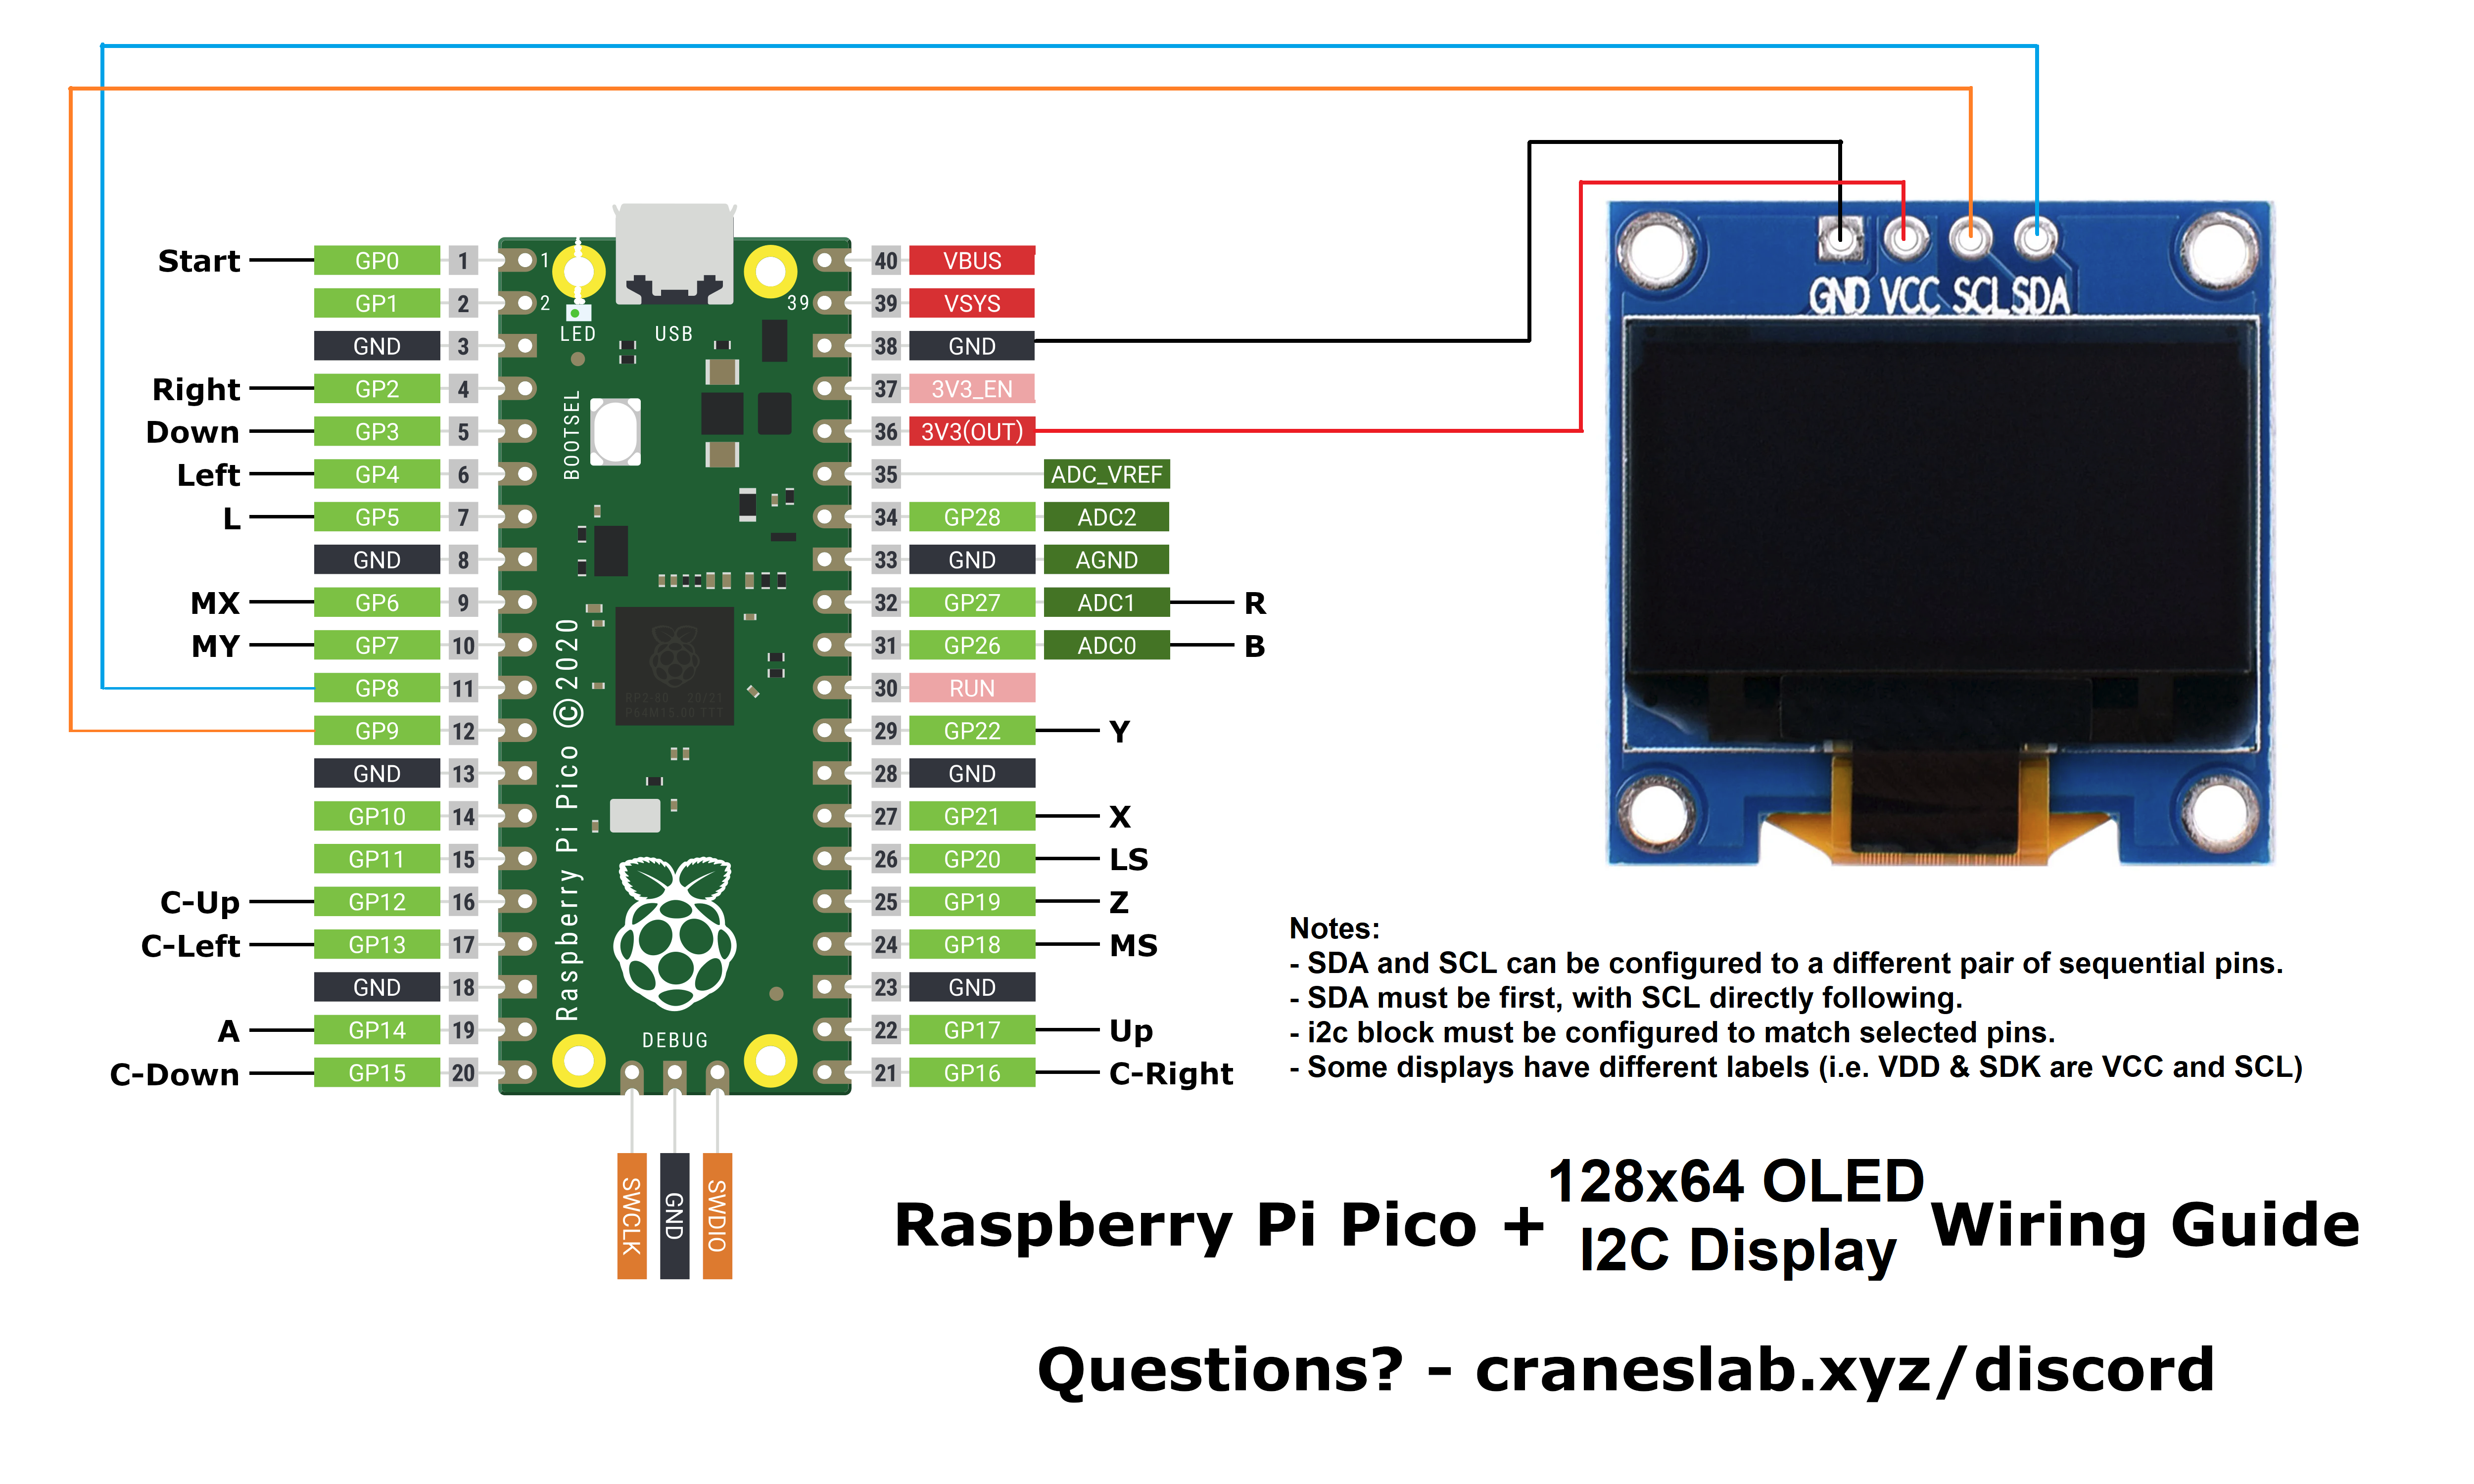 Start GP0 1 1 40 VBUS
GP1 2 2 39 39 VSYS
LED USB
GND 3 38 GND
Right GP2 4 37 3V3_EN
Down GP3 5 BOOTSEL 36 3V3(OUT)
Left GP4 6 35 ADC_VREF
L GP5 7 34 GP28 ADC2
GND 8 33 GND AGND
MX GP6 9 32 GP27 ADC1 R
MY GP7 10 31 GP26 ADC0 B
GP8 11 30 RUN
GP9 12 29 GP22 Y
GND 13 28 GND
GP10 14 27 GP21 X
GP11 15 26 GP20 LS
C-Up GP12 16 25 GP19 Z
C-Left GP13 17 24 GP18 MS
GND 18 23 GND
A GP14 19 22 GP17 Up
C-Down GP15 20 21 GP16 C-Right
Raspberry Pi Pico ©2020
DEBUG
SWCLK GND SWDIO
GND VCC SCL SDA
Notes:
- SDA and SCL can be configured to a different pair of sequential pins.
- SDA must be first, with SCL directly following.
- i2c block must be configured to match selected pins.
- Some displays have different labels (i.e. VDD & SDK are VCC and SCL)
Raspberry Pi Pico + 128x64 OLED I2C Display Wiring Guide
Questions? - craneslab.xyz/discord